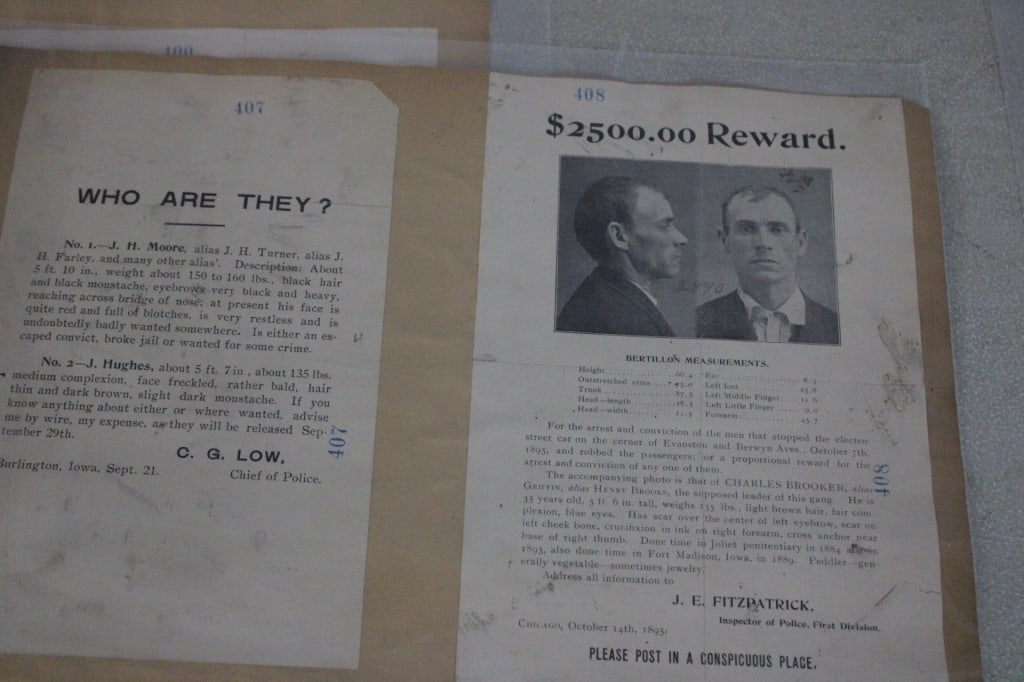 400
407
WHO ARE THEY?
No. 1.—J. H. Moore, alias J. H. Turner, alias J.
H. Farley, and many other alias'. Description: About
5 ft. 10 in., weight about 150 to 160 lbs., black hair
and black moustache, eyebrows very black and heavy,
reaching across bridge of nose; at present his face is
quite red and full of blotches, is very restless and is
undoubtedly badly wanted somewhere. Is either an es-
caped convict, broke jail or wanted for some crime.
No. 2—J. Hughes, about 5 ft. 7 in., about 135 lbs.
medium complexion, face freckled, rather bald, hair
thin and dark brown, slight dark moustache. If you
know anything about either or where wanted, advise
me by wire, my expense, as they will be released Sep-
tember 29th.
407
C. G. LOW,
Burlington, Iowa, Sept. 21. Chief of Police.
408
$2500.00 Reward.
BERTILLON MEASUREMENTS.
Height
Outstretched arms
Trunk 87.5
Head—length 18.5
Head—width
Ear 6.3
Left foot 25.8
Left Middle Finger 11 6
Left Little Finger 9.0
Forearm 45.7
For the arrest and conviction of the men that stopped the electric
street car on the corner of Evanston and Berwyn Aves., October 7th,
1895, and robbed the passengers; or a proportional reward for the
arrest and conviction of any one of them.
The accompanying photo is that of CHARLES BROOKER, alias
GRIFFIN, alias HENRY BROOKS, the supposed leader of this gang. He is
35 years old, 5 ft. 6 in. tall, weighs 135 lbs., light brown hair, fair com-
plexion, blue eyes. Has scar over the center of left eyebrow, scar on
left cheek bone, crucifixion in ink on right forearm, cross anchor near
base of right thumb. Done time in Joliet penitentiary in 1884
1893, also done time in Fort Madison, Iowa, in 1889. Peddler—gen-
erally vegetable—sometimes jewelry.
Address all information to
408
J. E. FITZPATRICK,
Inspector of Police, First Division.
CHICAGO, October 14th, 1895.
PLEASE POST IN A CONSPICUOUS PLACE.